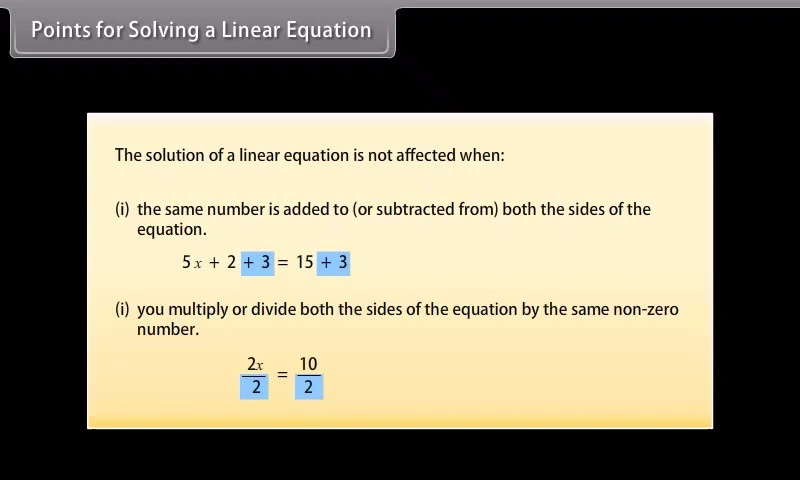 Points for Solving a Linear Equation
The solution of a linear equation is not affected when:
(i) the same number is added to (or subtracted from) both the sides of the
equation.
5x + 2 + 3 = 15 + 3
(i) you multiply or divide both the sides of the equation by the same non-zero
number.
2x/2 = 10/2